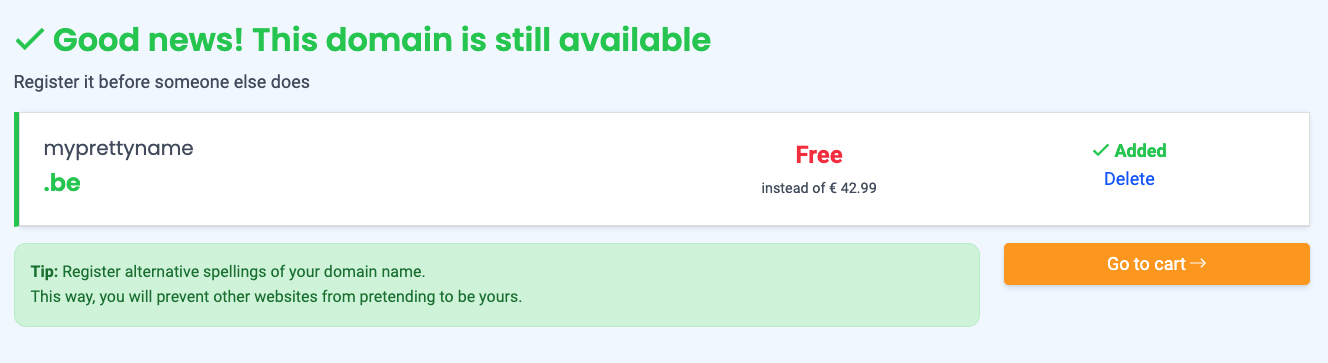 Good news! This domain is still available
Register it before someone else does
myprettyname
.be
Free
instead of € 42.99
Added
Delete
Tip: Register alternative spellings of your domain name.
This way, you will prevent other websites from pretending to be yours.
Go to cart →